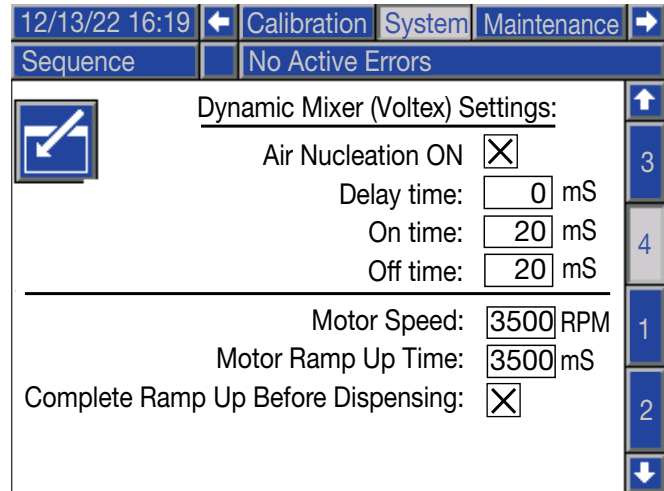 12/13/22 16:19 Calibration System Maintenance
Sequence No Active Errors
Dynamic Mixer (Voltex) Settings:
Air Nucleation ON
3
Delay time: 0 mS
On time: 20 mS
4
Off time: 20 mS
Motor Speed: 3500 RPM
1
Motor Ramp Up Time: 3500 mS
Complete Ramp Up Before Dispensing:
2